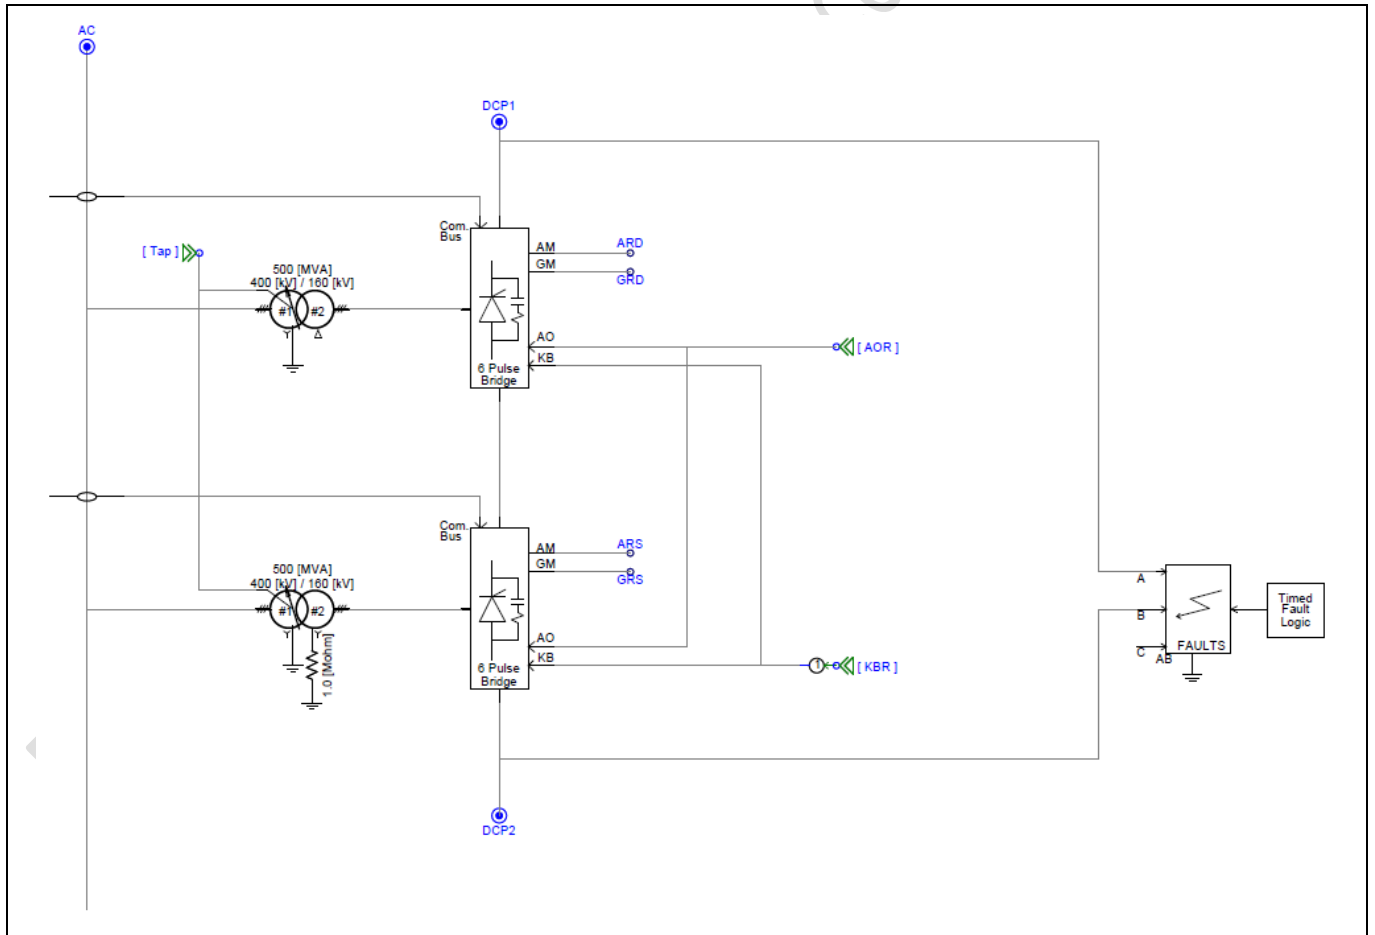 AC
DCP1
Com.
Bus
AM
GM
ARD
GRD
[ Tap ]
500 [MVA]
400 [kV] / 160 [kV]
#1
#2
AO
KB
[ AOR ]
6 Pulse
Bridge
Com.
Bus
AM
GM
ARS
GRS
500 [MVA]
400 [kV] / 160 [kV]
#1
#2
1.0 [Mohm]
AO
KB
1
[ KBR ]
6 Pulse
Bridge
A
B
C
AB
FAULTS
Timed
Fault
Logic
DCP2